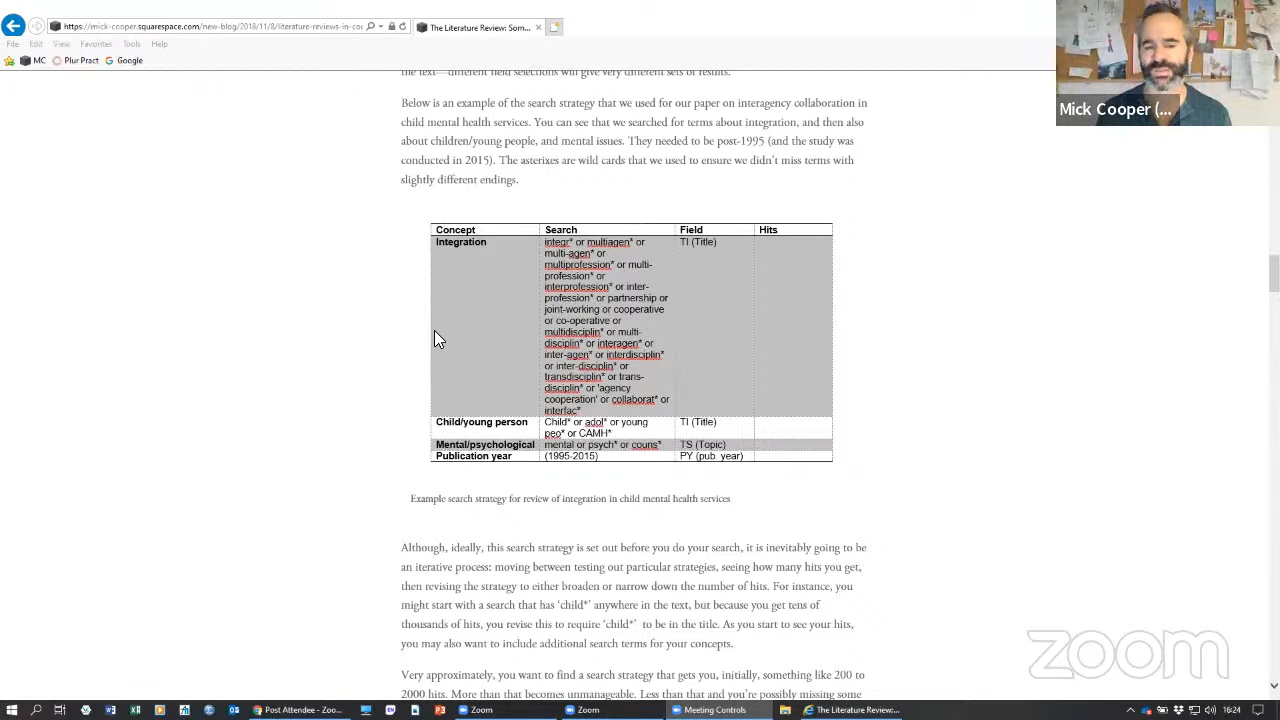 https://mick-cooper.squarespace.com/new-blog/2018/11/8/literature-reviews-in-co
The Literature Review: Som...
File Edit View Favorites Tools Help
MC Plur Pract Google
Mick Cooper (...
the text—different field selections will give very different sets of results.
Below is an example of the search strategy that we used for our paper on interagency collaboration in
child mental health services. You can see that we searched for terms about integration, and then also
about children/young people, and mental issues. They needed to be post-1995 (and the study was
conducted in 2015). The asterixes are wild cards that we used to ensure we didn't miss terms with
slightly different endings.
Concept Search Field Hits
Integration integr* or multiagen* or TI (Title)
multi-agen* or
multiprofession* or multi-
profession* or
interprofession* or inter-
profession* or partnership or
joint-working or cooperative
or co-operative or
multidisciplin* or multi-
disciplin* or interagen* or
inter-agen* or interdisciplin*
or inter-disciplin* or
transdisciplin* or trans-
disciplin* or 'agency
cooperation' or collaborat* or
interfac*
Child/young person Child* or adol* or young TI (Title)
peo* or CAMH*
Mental/psychological mental or psych* or couns* TS (Topic)
Publication year (1995-2015) PY (pub. year)
Example search strategy for review of integration in child mental health services
Although, ideally, this search strategy is set out before you do your search, it is inevitably going to be
an iterative process: moving between testing out particular strategies, seeing how many hits you get,
then revising the strategy to either broaden or narrow down the number of hits. For instance, you
might start with a search that has 'child*' anywhere in the text, but because you get tens of
thousands of hits, you revise this to require 'child*' to be in the title. As you start to see your hits,
you may also want to include additional search terms for your concepts.
Very approximately, you want to find a search strategy that gets you, initially, something like 200 to
2000 hits. More than that becomes unmanageable. Less than that and you're possibly missing some
zoom
Post Attendee - Zoo... Zoom Zoom Meeting Controls The Literature Review:... 16:24